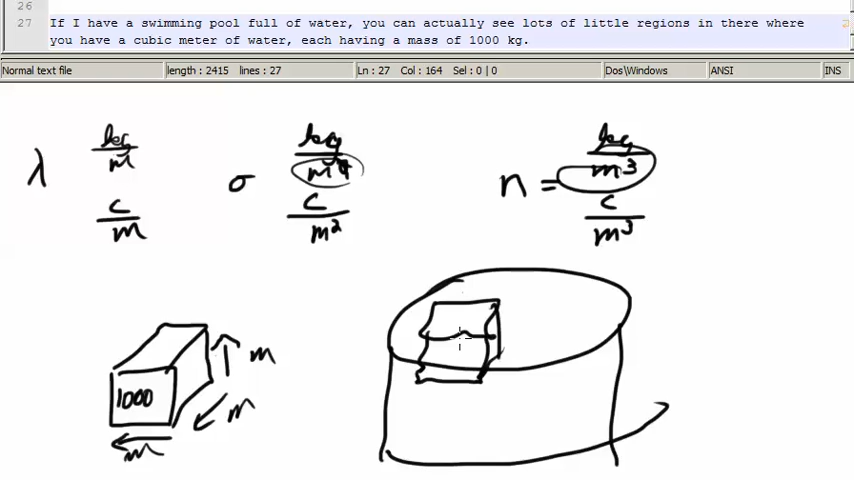 26
27 If I have a swimming pool full of water, you can actually see lots of little regions in there where
you have a cubic meter of water, each having a mass of 1000 kg.
Normal text file length : 2415 lines : 27 Ln : 27 Col : 164 Sel : 0 | 0 Dos\Windows ANSI INS
λ kg/m σ kg/m² n = kg/m³
C/m C/m² C/m³
m
1000 m
m